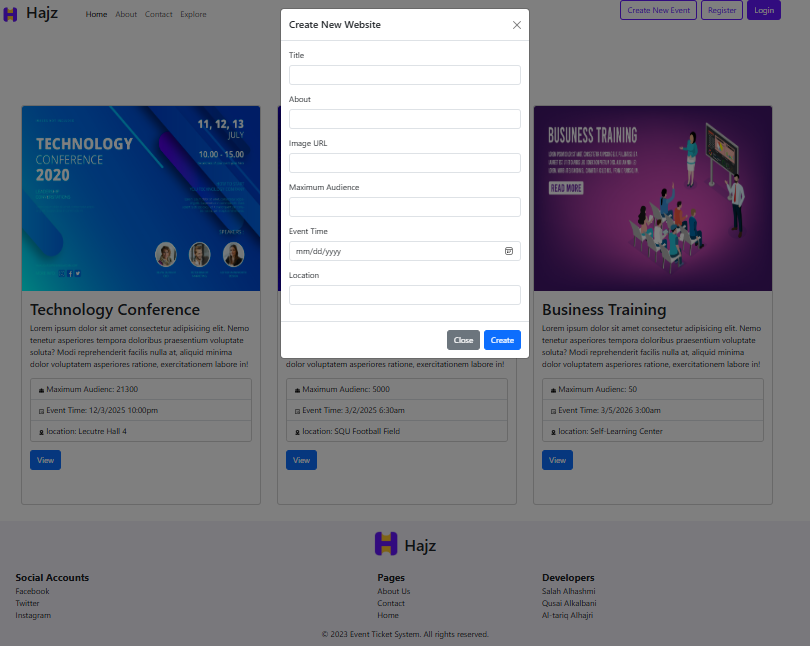 Hajz
Home About Contact Explore
Create New Event Register Login
Create New Website
Title
About
Image URL
Maximum Audience
Event Time
mm/dd/yyyy
Location
Close Create
11, 12, 13
JULY
TECHNOLOGY
CONFERENCE
2020
10.00 - 15.00
SPEAKERS
BUSUNESS TRAINING
READ MORE
Technology Conference
Lorem ipsum dolor sit amet consectetur adipisicing elit. Nemo
tenetur asperiores tempora doloribus praesentium voluptate
soluta? Modi reprehenderit facilis nulla at, aliquid minima
dolor voluptatem asperiores ratione, exercitationem labore in!
Maximum Audienc: 21300
Event Time: 12/3/2025 10:00pm
location: Lecutre Hall 4
View
dolor voluptatem asperiores ratione, exercitationem labore in!
Maximum Audienc: 5000
Event Time: 3/2/2025 6:30am
location: SQU Football Field
View
Business Training
Lorem ipsum dolor sit amet consectetur adipisicing elit. Nemo
tenetur asperiores tempora doloribus praesentium voluptate
soluta? Modi reprehenderit facilis nulla at, aliquid minima
dolor voluptatem asperiores ratione, exercitationem labore in!
Maximum Audienc: 50
Event Time: 3/5/2026 3:00am
location: Self-Learning Center
View
Hajz
Social Accounts
Facebook
Twitter
Instagram
Pages
About Us
Contact
Home
Developers
Salah Alhashmi
Qusai Alkalbani
Al-tariq Alhajri
© 2023 Event Ticket System. All rights reserved.